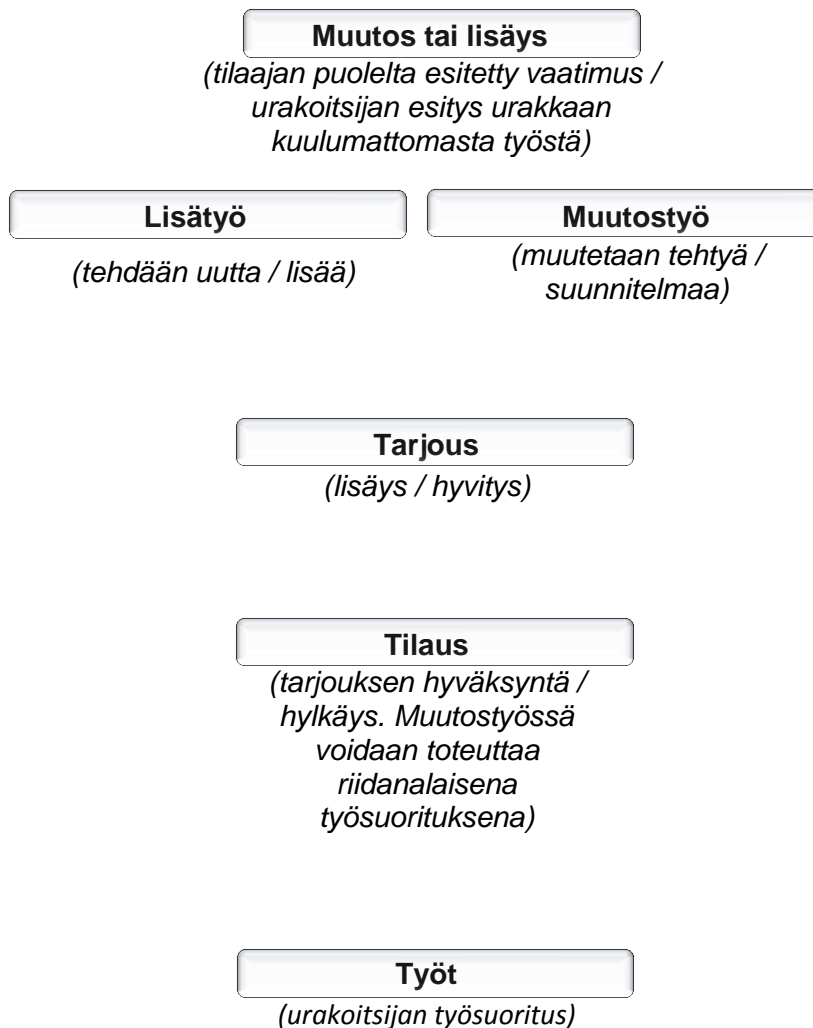 Muutos tai lisäys
(tilaajan puolelta esitetty vaatimus /
urakoitsijan esitys urakkaan
kuulumattomasta työstä)
Lisätyö
(tehdään uutta / lisää)
Muutostyö
(muutetaan tehtyä /
suunnitelmaa)
Tarjous
(lisäys / hyvitys)
Tilaus
(tarjouksen hyväksyntä /
hylkäys. Muutostyössä
voidaan toteuttaa
riidanalaisena
työsuorituksena)
Työt
(urakoitsijan työsuoritus)